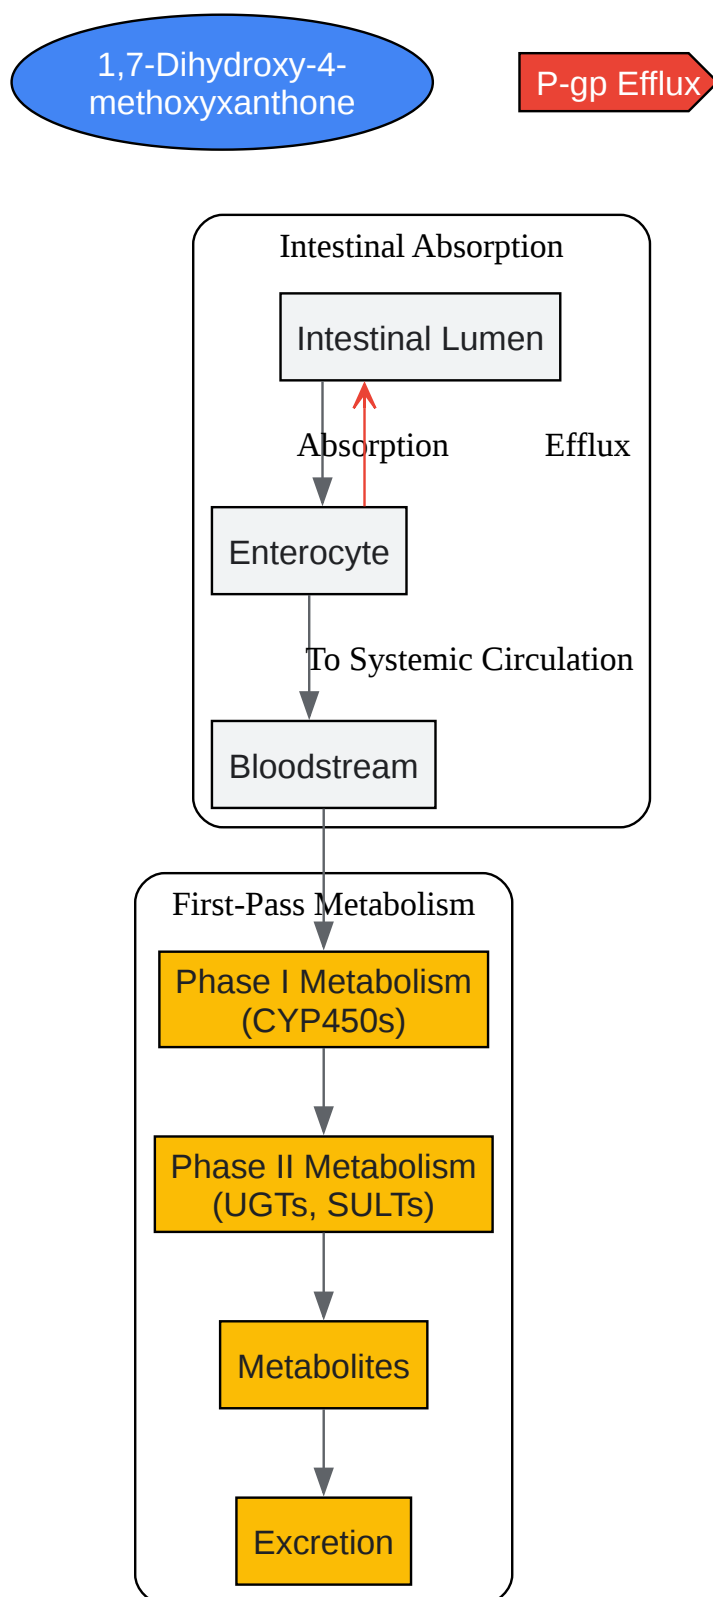 1,7-Dihydroxy-4-
methoxyxanthone
P-gp Efflux
Intestinal Absorption
Intestinal Lumen
Absorption
Efflux
Enterocyte
To Systemic Circulation
Bloodstream
First-Pass Metabolism
Phase I Metabolism
(CYP450s)
Phase II Metabolism
(UGTs, SULTs)
Metabolites
Excretion